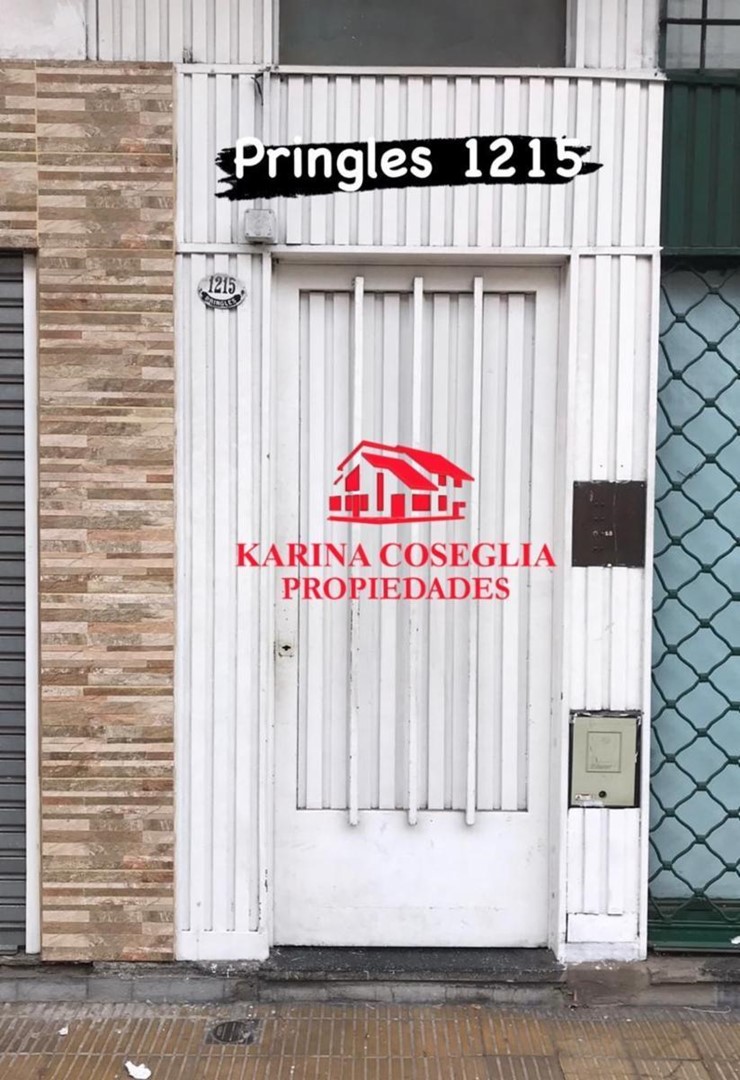 Pringles 1215
1215
PRINGLES
KARINA COSEGLIA
PROPIEDADES